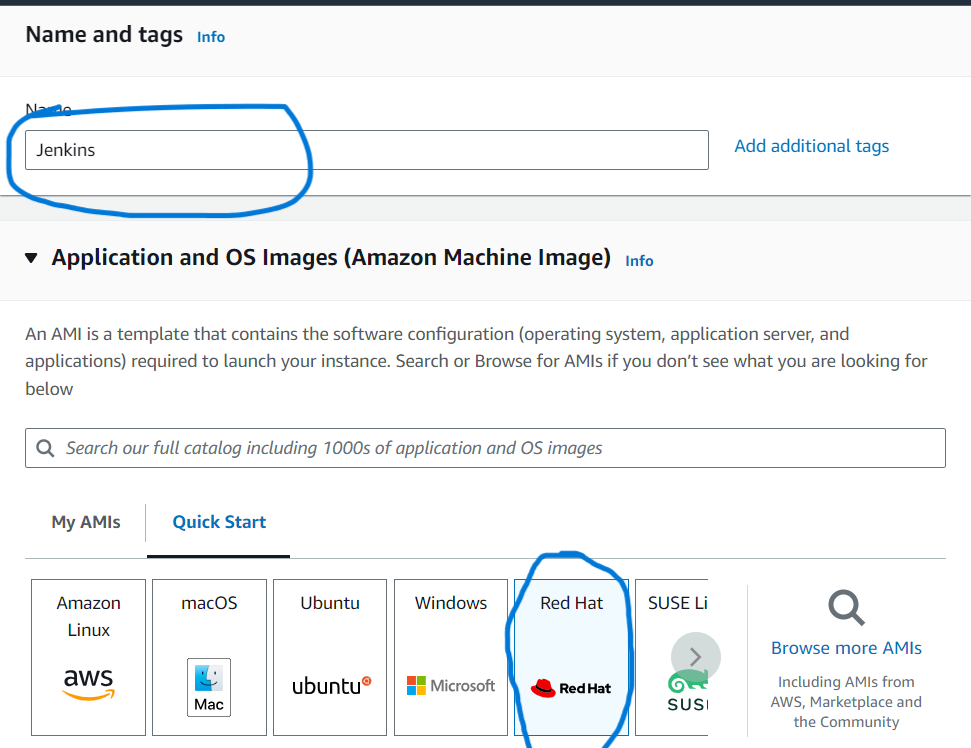 Name and tags Info
Name
Jenkins
Add additional tags
Application and OS Images (Amazon Machine Image) Info
An AMI is a template that contains the software configuration (operating system, application server, and
applications) required to launch your instance. Search or Browse for AMIs if you don’t see what you are looking for
below
Search our full catalog including 1000s of application and OS images
My AMIs
Quick Start
Amazon
Linux
aws
macOS
Mac
Ubuntu
ubuntu
Windows
Microsoft
Red Hat
Red Hat
SUSE Li
SUS
Browse more AMIs
Including AMIs from
AWS, Marketplace and
the Community